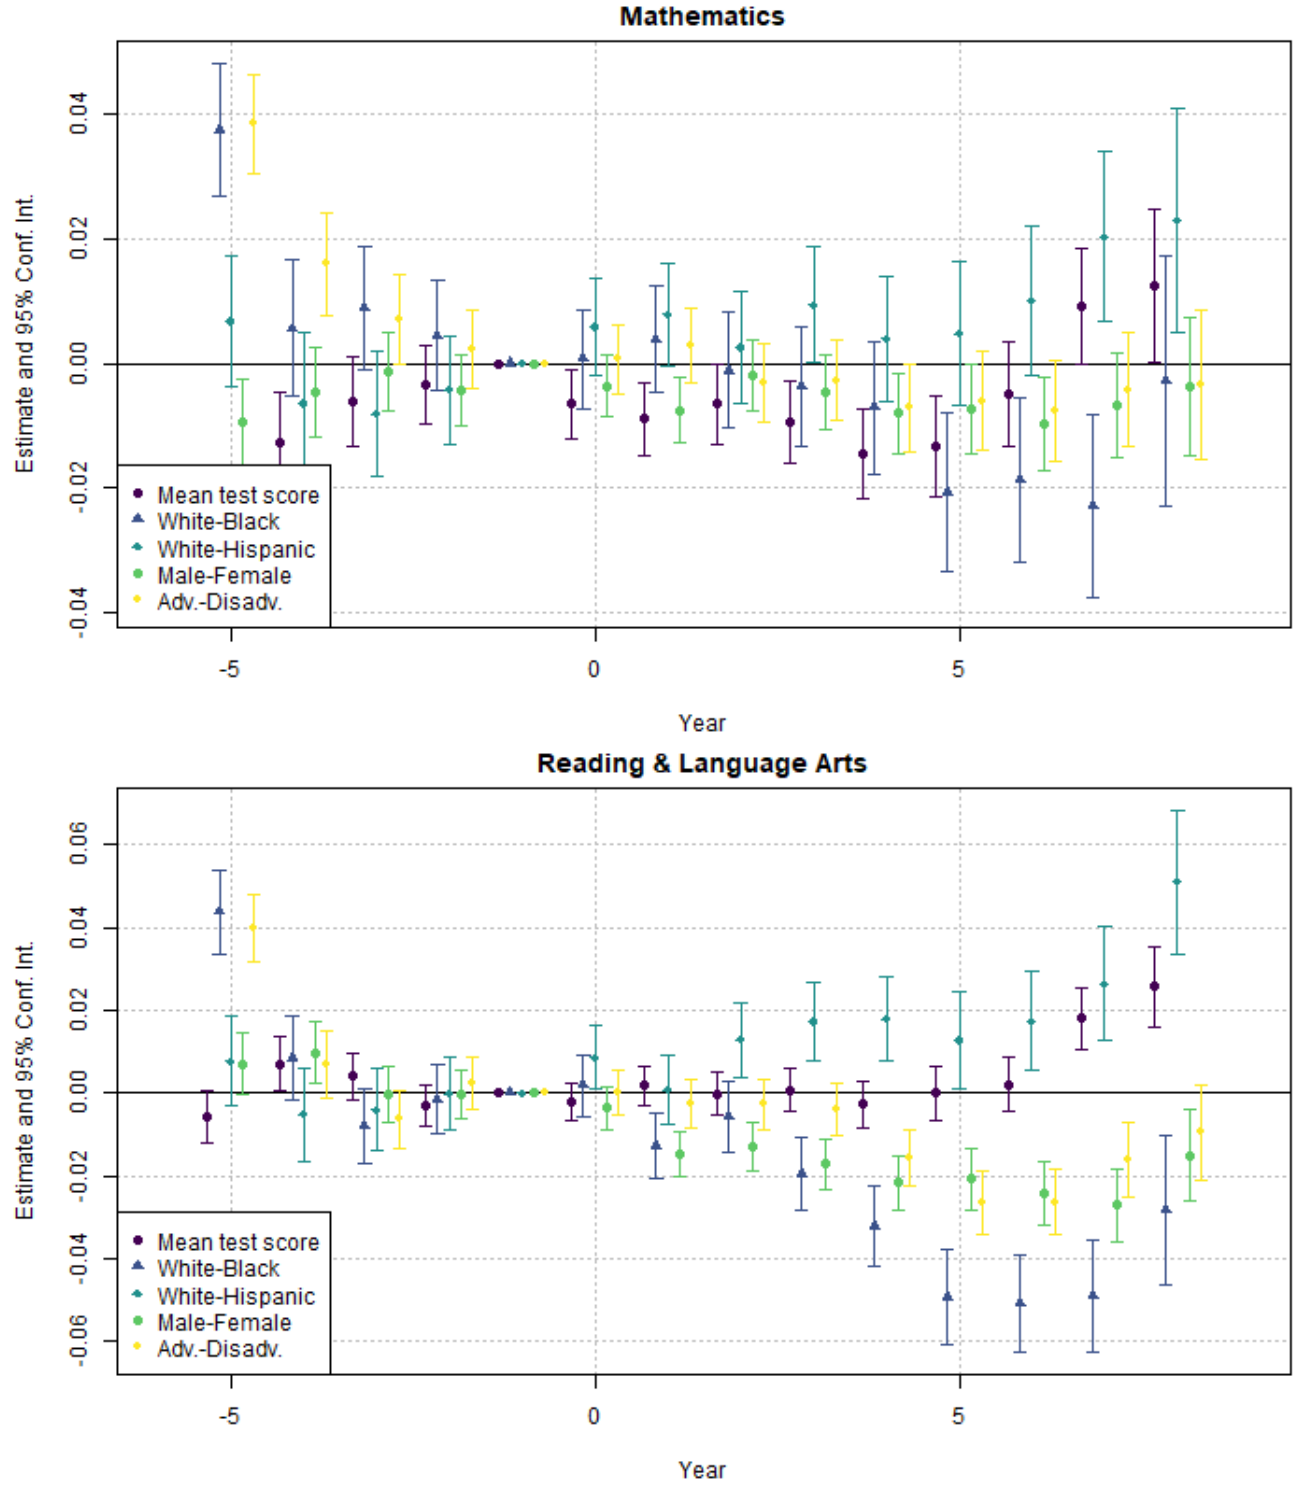 Mathematics
Estimate and 95% Conf. Int.
0.04
0.02
0.00
-0.02
-0.04
Mean test score
White-Black
White-Hispanic
Male-Female
Adv.-Disadv.
-5 0 5
Year
Reading & Language Arts
Estimate and 95% Conf. Int.
0.06
0.04
0.02
0.00
-0.02
-0.04
-0.06
Mean test score
White-Black
White-Hispanic
Male-Female
Adv.-Disadv.
-5 0 5
Year